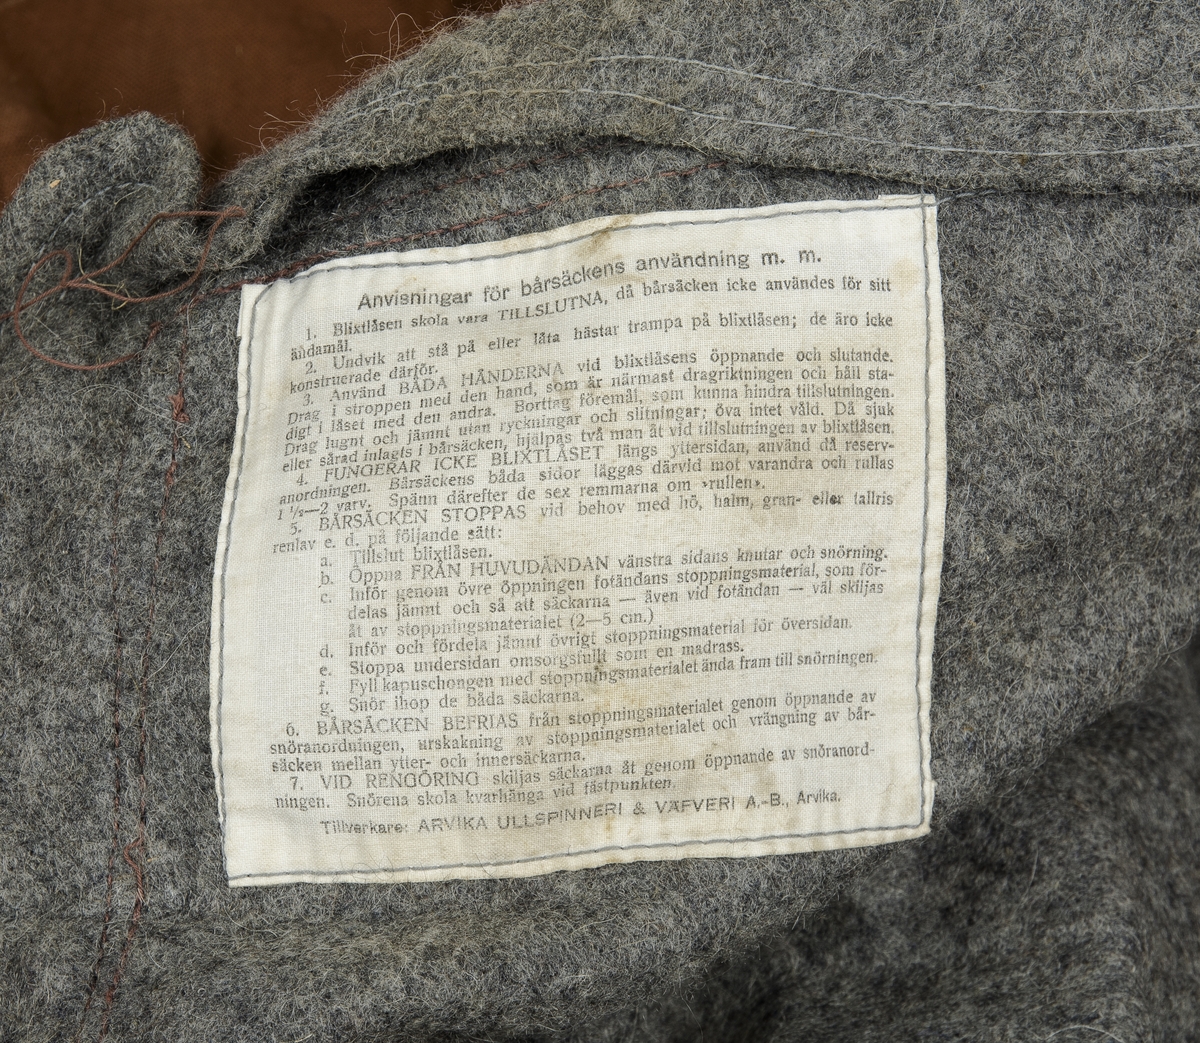 Anvisningar för bårsäckens användning m. m.
1. Blixtlåsen skola vara TILLSLUTNA, då bårsäcken icke användes för sitt
ändamål.
2. Undvik att stå på eller låta hästar trampa på blixtlåsen; de äro icke
konstruerade därför.
3. Använd BÅDA HÄNDERNA vid blixtlåsens öppnande och slutande.
Drag i stroppen med den hand, som är närmast dragriktningen och håll sta-
digt i låset med den andra. Borttag föremål, som kunna hindra tillslutningen.
Drag lugnt och jämnt utan ryckningar och slitningar; öva intet våld. Då sjuk
eller sårad inlagts i bårsäcken, hjälpas två man åt vid tillslutningen av blixtlåsen.
4. FUNGERAR ICKE BLIXTLÅSET längs yttersidan, använd då reserv-
anordningen. Bårsäckens båda sidor läggas därvid mot varandra och rullas
1 ½—2 varv. Spänn därefter de sex remmarna om »rullen».
5. BÅRSÄCKEN STOPPAS vid behov med hö, halm, gran- eller tallris
renlav e. d. på följande sätt:
a. Tillslut blixtlåsen.
b. Öppna FRÅN HUVUDÄNDAN vänstra sidans knutar och snörning.
c. Inför genom övre öppningen fotändans stoppningsmaterial, som för-
delas jämnt och så att säckarna — även vid fotändan — väl skiljas
åt av stoppningsmaterialet (2—5 cm.)
d. Inför och fördela jämnt övrigt stoppningsmaterial för översidan.
e. Stoppa undersidan omsorgsfullt som en madrass.
f. Fyll kapuschongen med stoppningsmaterialet ända fram till snörningen.
g. Snör ihop de båda säckarna.
6. BÅRSÄCKEN BEFRIAS från stoppningsmaterialet genom öppnande av
snöranordningen, urskakning av stoppningsmaterialet och vrängning av bår-
säcken mellan ytter- och innersäckarna.
7. VID RENGÖRING skiljas säckarna åt genom öppnande av snöranord-
ningen. Snörena skola kvarhänga vid fästpunkten.
Tillverkare: ARVIKA ULLSPINNERI & VÄFVERI A.-B., Arvika.